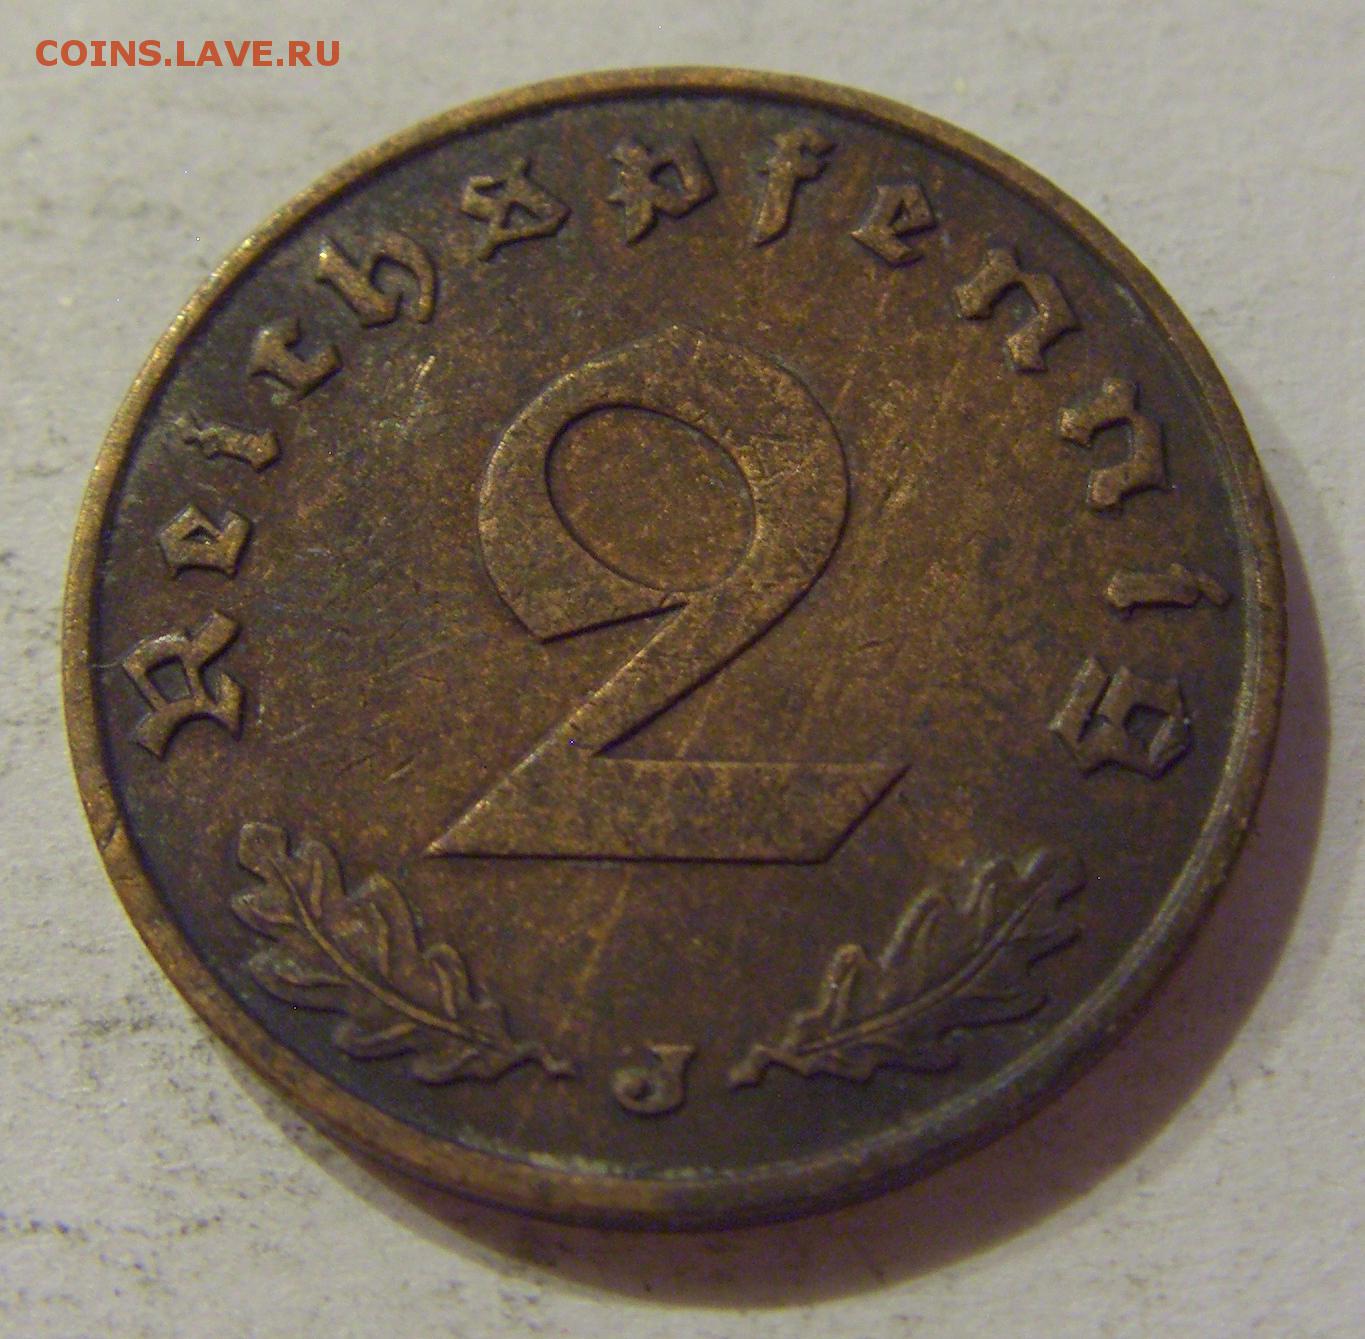 COINS.LAVE.RU
Reichspfennig
2
J